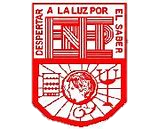 DESPERTAR A LA LUZ POR EL SABER
ENP